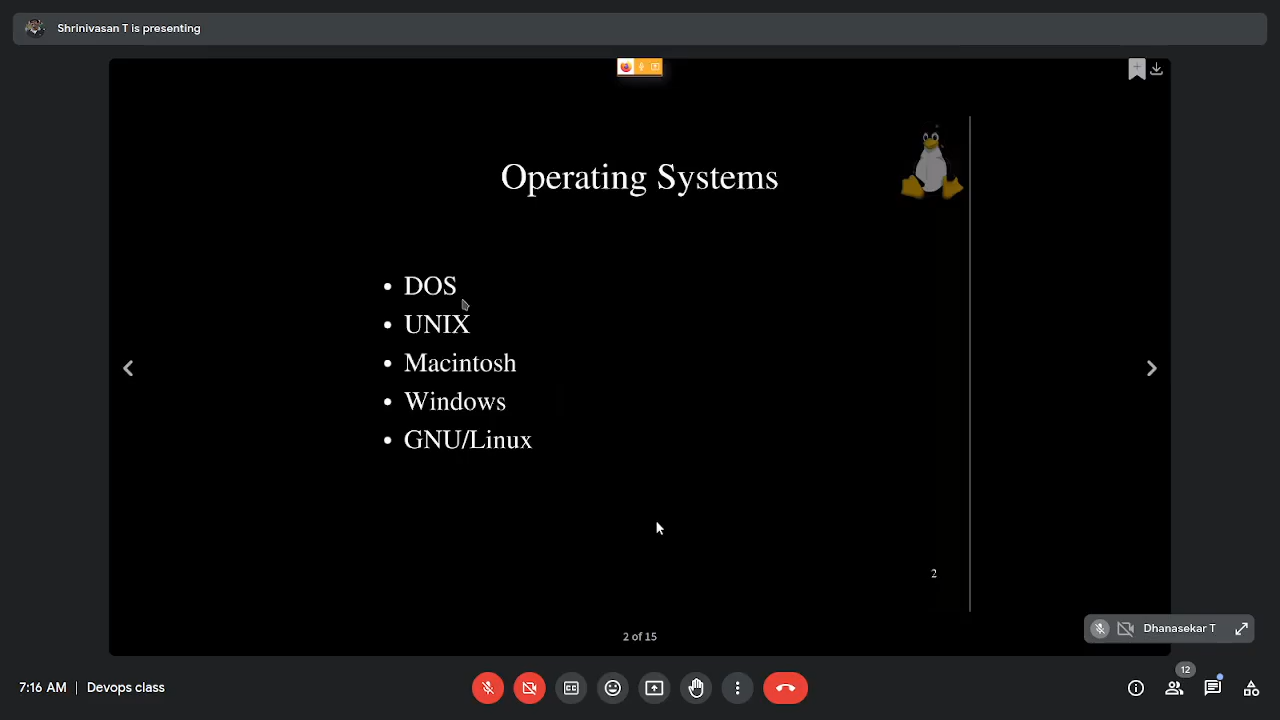 Shrinivasan T is presenting
Operating Systems
• DOS
• UNIX
• Macintosh
• Windows
• GNU/Linux
2
2 of 15
Dhanasekar T
12
7:16 AM | Devops class